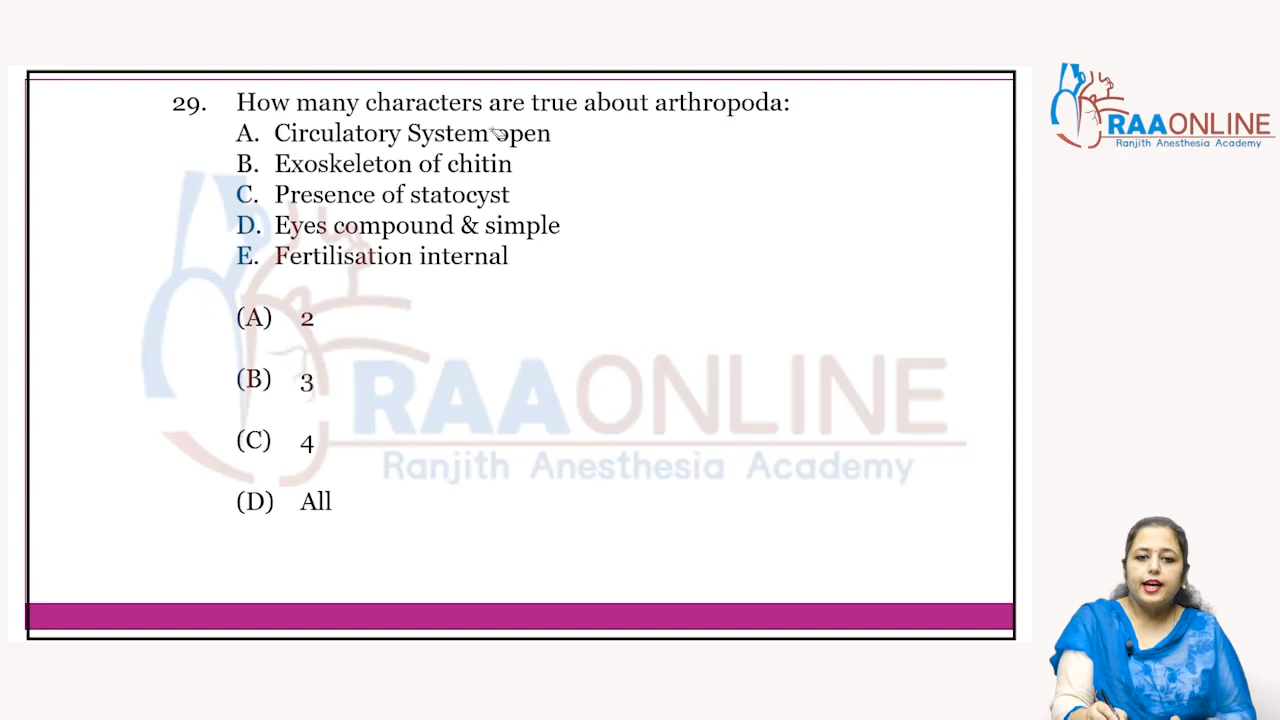 29. How many characters are true about arthropoda:
A. Circulatory System open
B. Exoskeleton of chitin
C. Presence of statocyst
D. Eyes compound & simple
E. Fertilisation internal
(A) 2
(B) 3
(C) 4
(D) All
RAAONLINE
Ranjith Anesthesia Academy
RAAONLINE
Ranjith Anesthesia Academy